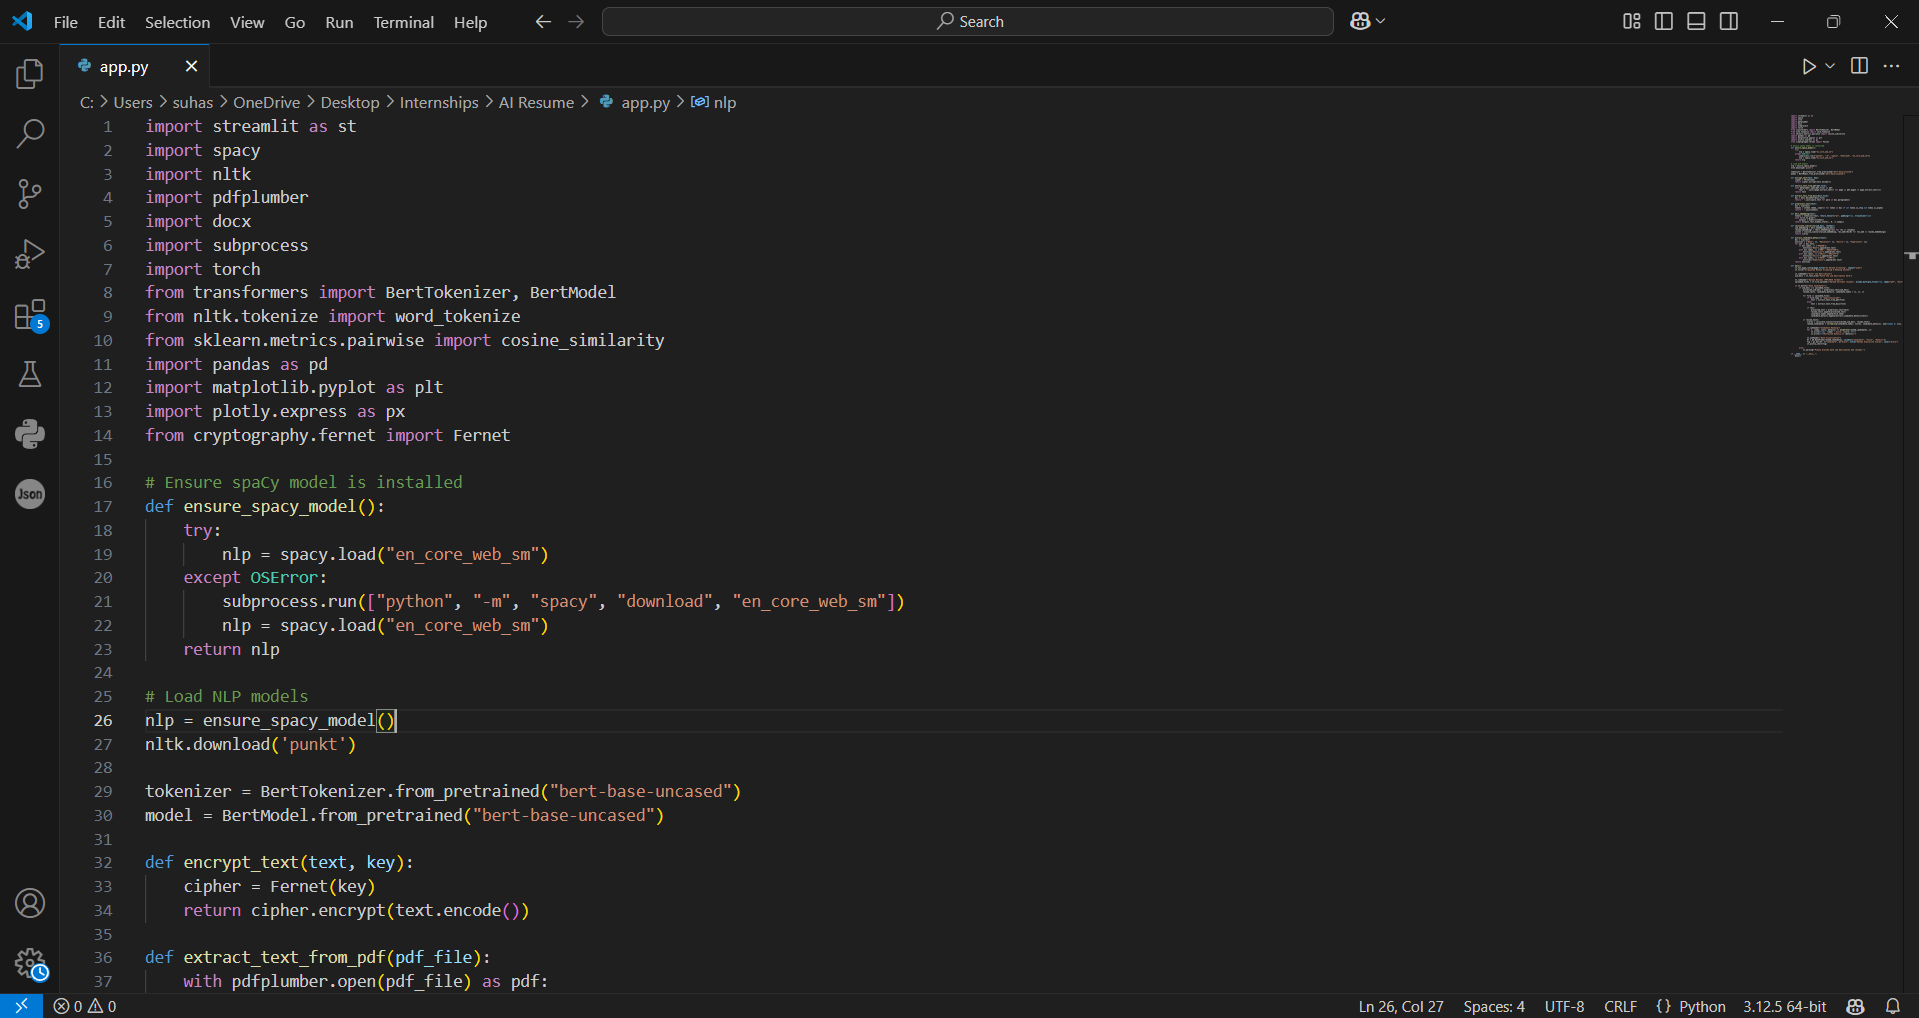 File Edit Selection View Go Run Terminal Help Search
app.py
C: > Users > suhas > OneDrive > Desktop > Internships > AI Resume > app.py > nlp
1 import streamlit as st
2 import spacy
3 import nltk
4 import pdfplumber
5 import docx
6 import subprocess
7 import torch
8 from transformers import BertTokenizer, BertModel
9 from nltk.tokenize import word_tokenize
10 from sklearn.metrics.pairwise import cosine_similarity
11 import pandas as pd
12 import matplotlib.pyplot as plt
13 import plotly.express as px
14 from cryptography.fernet import Fernet
15
16 # Ensure spaCy model is installed
17 def ensure_spacy_model():
18     try:
19         nlp = spacy.load("en_core_web_sm")
20     except OSError:
21         subprocess.run(["python", "-m", "spacy", "download", "en_core_web_sm"])
22         nlp = spacy.load("en_core_web_sm")
23     return nlp
24
25 # Load NLP models
26 nlp = ensure_spacy_model()
27 nltk.download('punkt')
28
29 tokenizer = BertTokenizer.from_pretrained("bert-base-uncased")
30 model = BertModel.from_pretrained("bert-base-uncased")
31
32 def encrypt_text(text, key):
33     cipher = Fernet(key)
34     return cipher.encrypt(text.encode())
35
36 def extract_text_from_pdf(pdf_file):
37     with pdfplumber.open(pdf_file) as pdf:
5
Json
0 0 Ln 26, Col 27 Spaces: 4 UTF-8 CRLF {} Python 3.12.5 64-bit